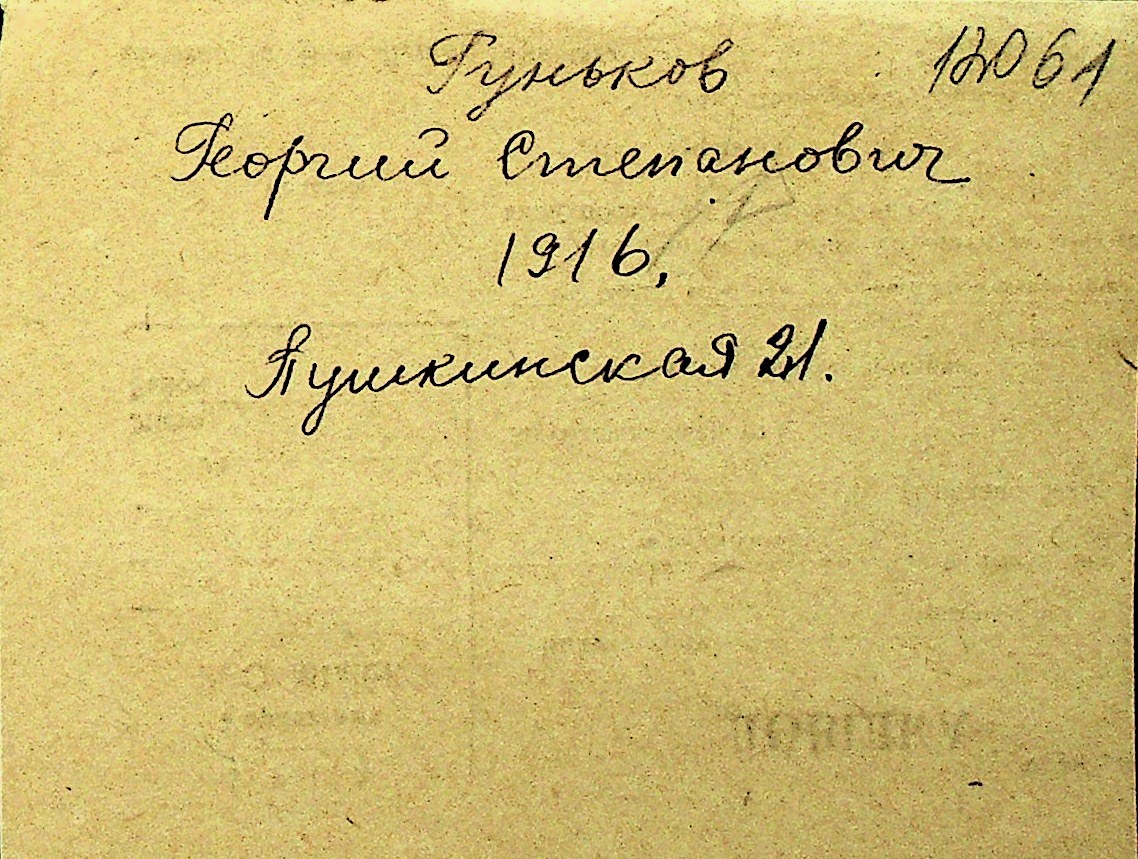 Гуньков 12061
Георгий Степанович
1916,
Пушкинская 21.